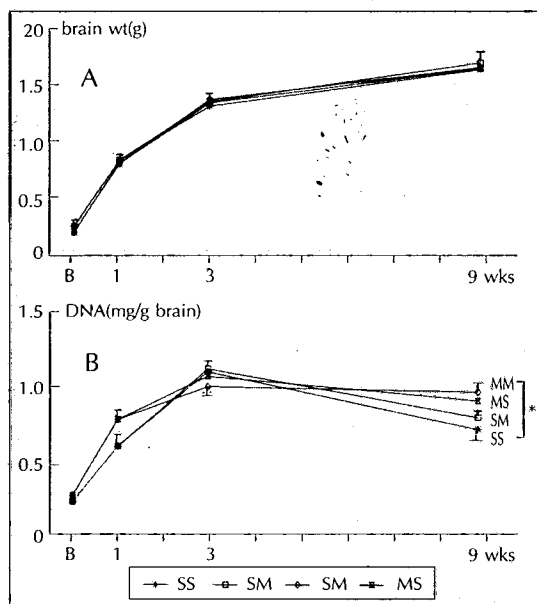 brain wt(g)
20
A
1.5
1.0
0.5
0
B 1 3 9 wks
DNA(mg/g brain)
1.5
B
1.0
0.5
0
MM
MS
SM
SS
*
B 1 3 9 wks
SS SM SM MS